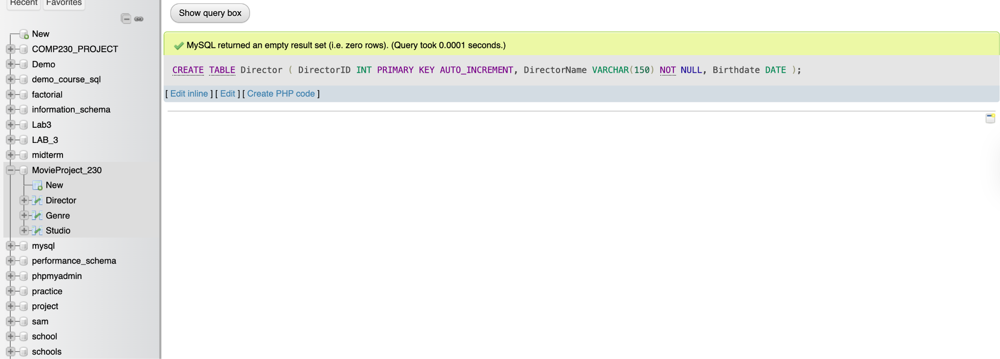 Recent Favorites
New
COMP230_PROJECT
Demo
demo_course_sql
factorial
information_schema
Lab3
LAB_3
midterm
MovieProject_230
New
Director
Genre
Studio
mysql
performance_schema
phpmyadmin
practice
project
sam
school
schools
Show query box
MySQL returned an empty result set (i.e. zero rows). (Query took 0.0001 seconds.)
CREATE TABLE Director ( DirectorID INT PRIMARY KEY AUTO_INCREMENT, DirectorName VARCHAR(150) NOT NULL, Birthdate DATE );
[ Edit inline ] [ Edit ] [ Create PHP code ]